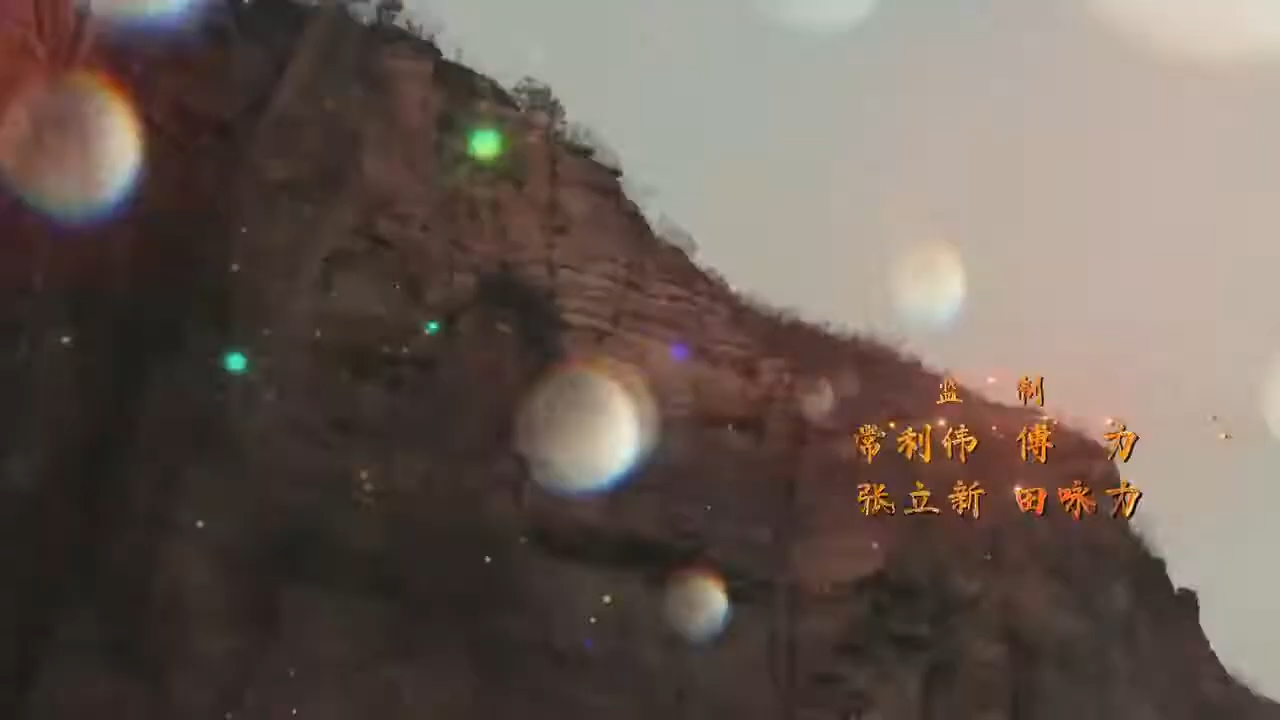 监 制
常利伟 傅 力
张立新 田咏力